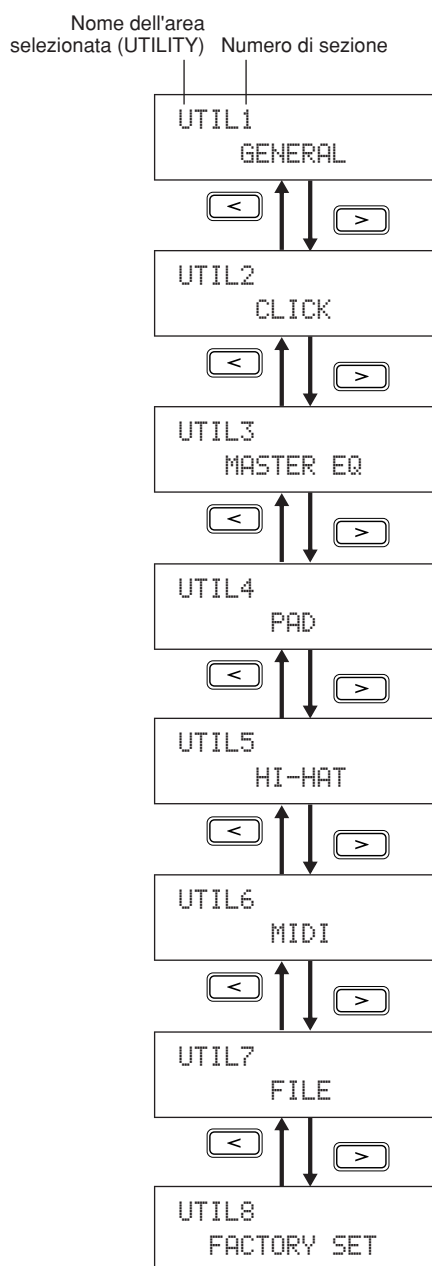 Nome dell'area
selezionata (UTILITY) Numero di sezione
UTIL1
GENERAL
< >
UTIL2
CLICK
< >
UTIL3
MASTER EQ
< >
UTIL4
PAD
< >
UTIL5
HI-HAT
< >
UTIL6
MIDI
< >
UTIL7
FILE
< >
UTIL8
FACTORY SET